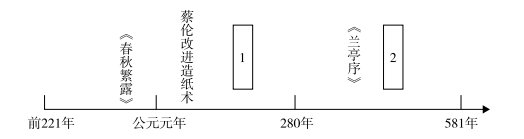 《春秋繁露》
蔡伦改进造纸术
1
《兰亭序》
2
前221年
公元元年
280年
581年